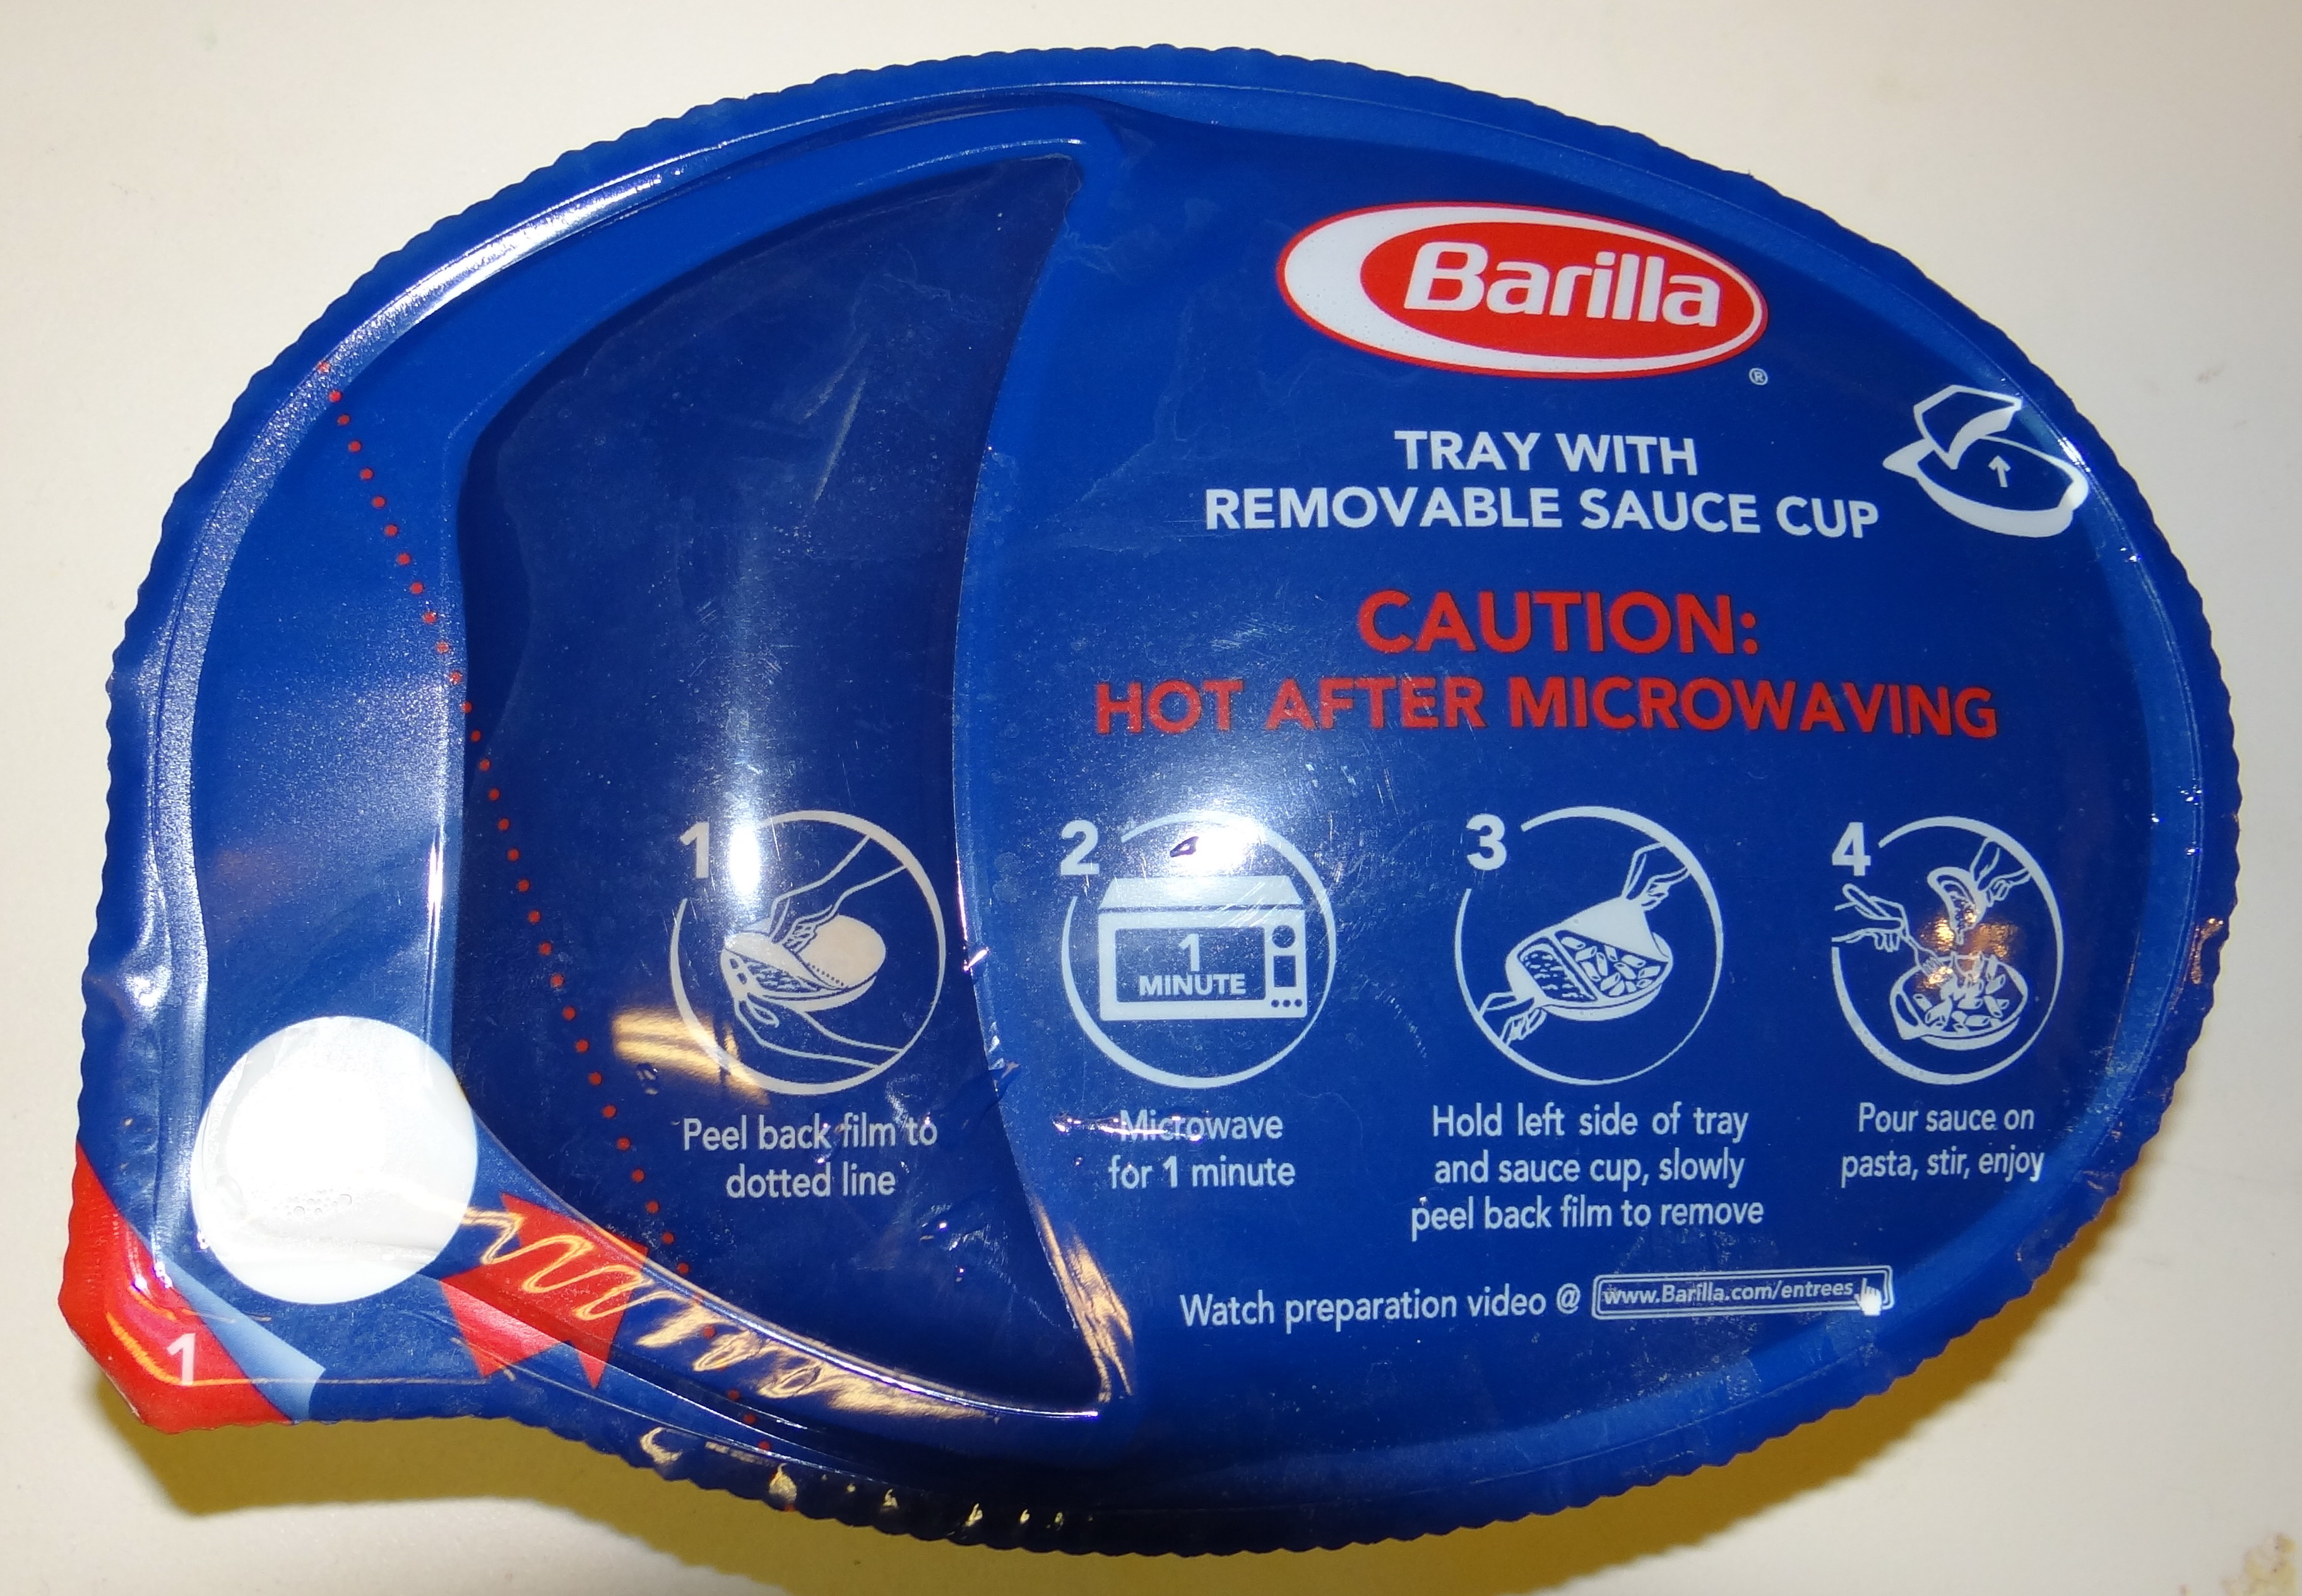 Barilla
®
TRAY WITH
REMOVABLE SAUCE CUP
CAUTION:
HOT AFTER MICROWAVING
1
Peel back film to
dotted line
2
1
MINUTE
Microwave
for 1 minute
3
Hold left side of tray
and sauce cup, slowly
peel back film to remove
4
Pour sauce on
pasta, stir, enjoy
Watch preparation video @ www.Barilla.com/entrees
1